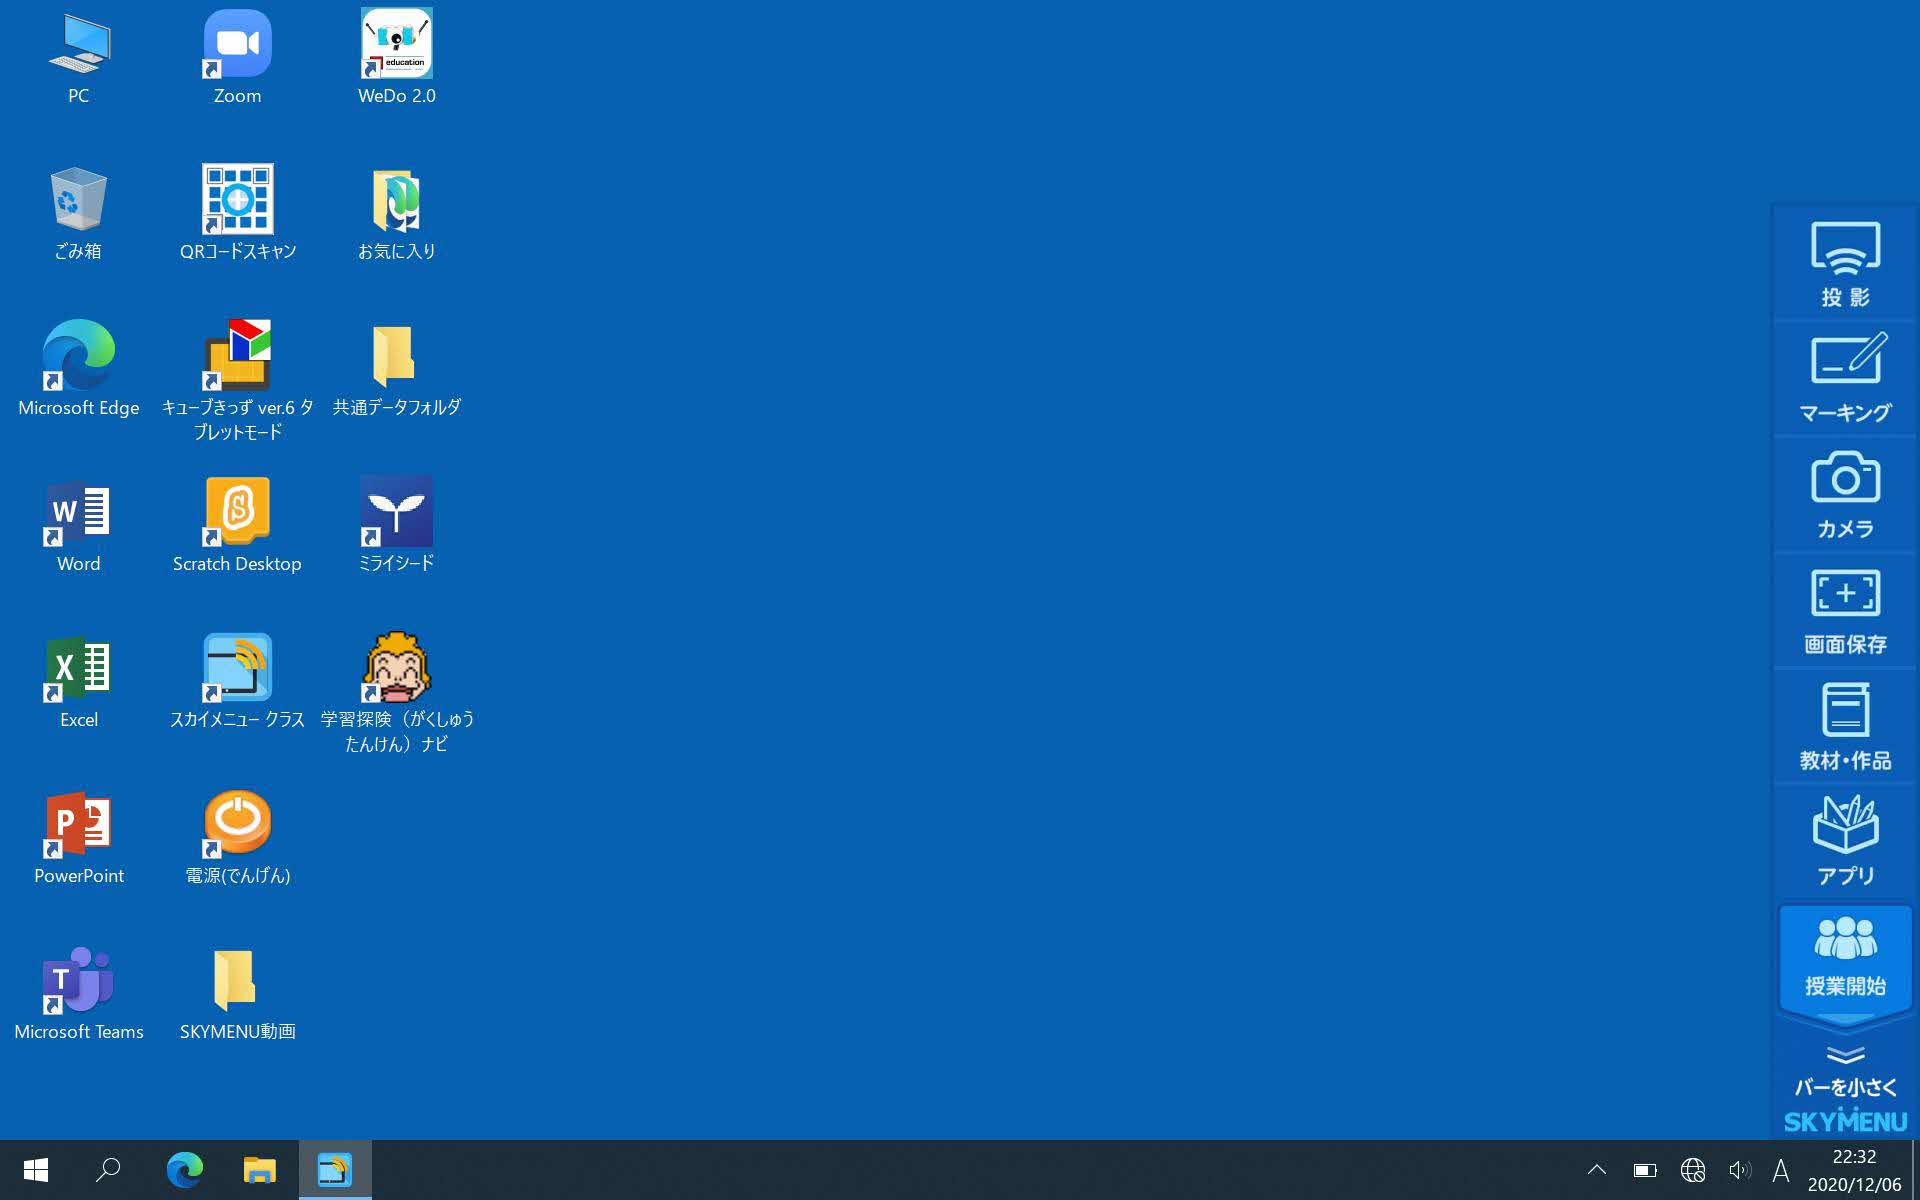 PC
Zoom
education
WeDo 2.0
ごみ箱
QRコードスキャン
お気に入り
Microsoft Edge
キューブきっず ver.6 タ
ブレットモード
共通データフォルダ
Word
Scratch Desktop
ミライシード
Excel
スカイメニュー クラス
学習探険（がくしゅう
たんけん）ナビ
PowerPoint
電源(でんげん)
Microsoft Teams
SKYMENU動画
投影
マーキング
カメラ
画面保存
教材・作品
アプリ
授業開始
バーを小さく
SKYMENU
A
22:32
2020/12/06